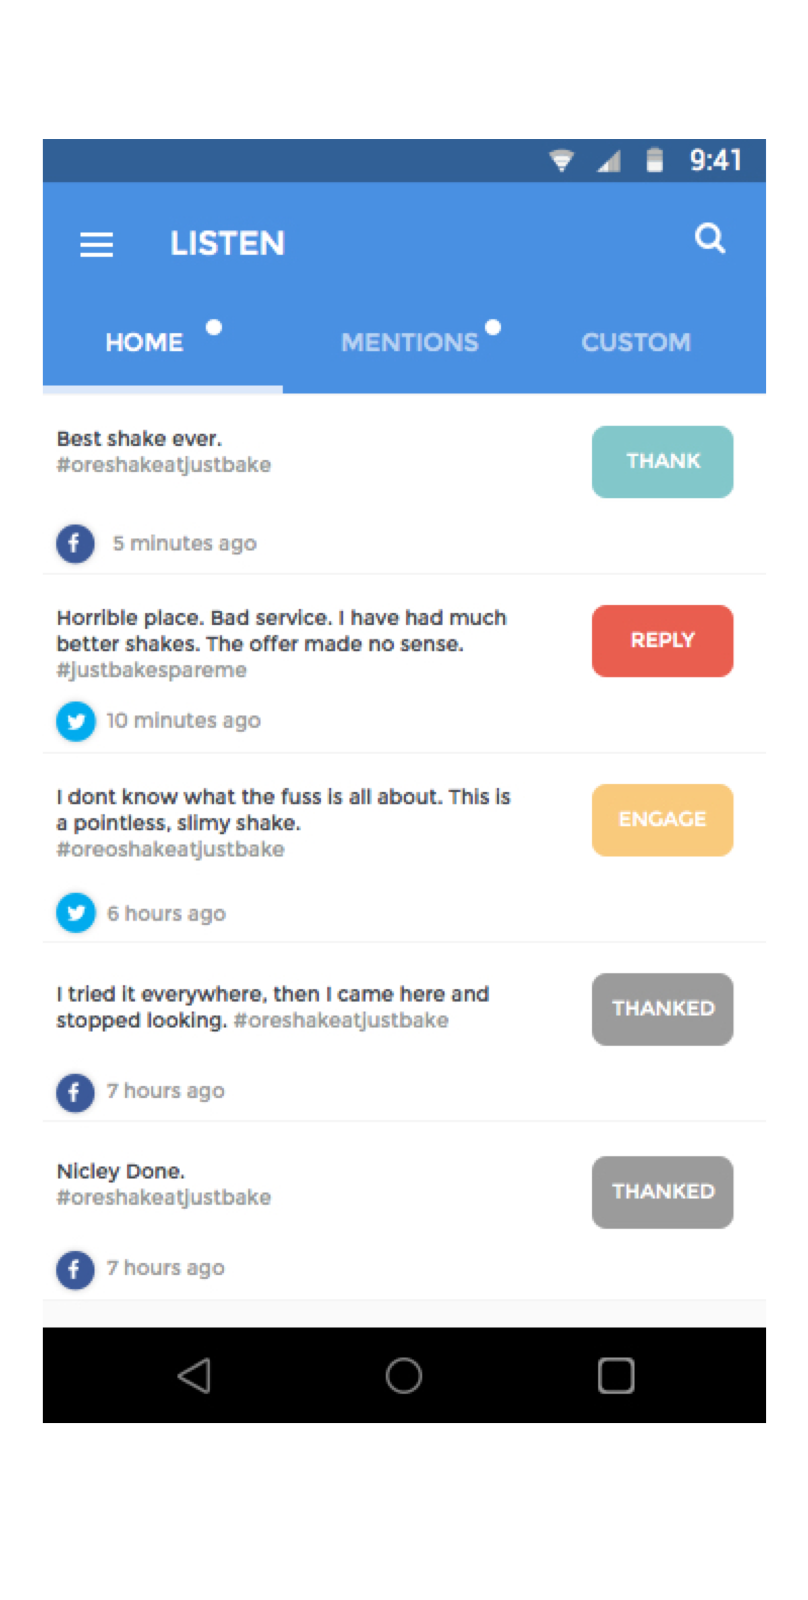 9:41
LISTEN
HOME MENTIONS CUSTOM
Best shake ever.
#oreshakeatjustbake
THANK
5 minutes ago
Horrible place. Bad service. I have had much
better shakes. The offer made no sense.
#justbakespareme
REPLY
10 minutes ago
I dont know what the fuss is all about. This is
a pointless, slimy shake.
#oreoshakeatjustbake
ENGAGE
6 hours ago
I tried it everywhere, then I came here and
stopped looking. #oreshakeatjustbake
THANKED
7 hours ago
Nicley Done.
#oreshakeatjustbake
THANKED
7 hours ago